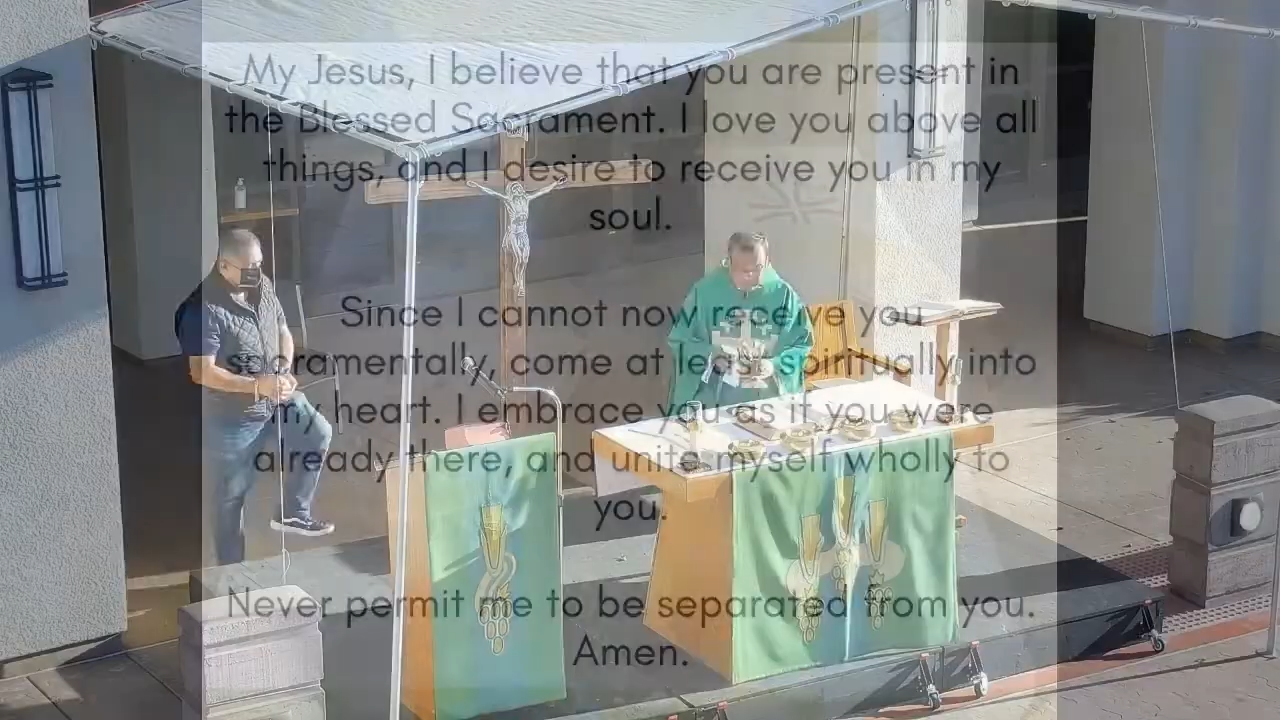 My Jesus, I believe that you are present in
the Blessed Sacrament. I love you above all
things, and I desire to receive you in my
soul.
Since I cannot now receive you
sacramentally, come at least spiritually into
my heart. I embrace you as if you were
already there, and unite myself wholly to
you.
Never permit me to be separated from you.
Amen.